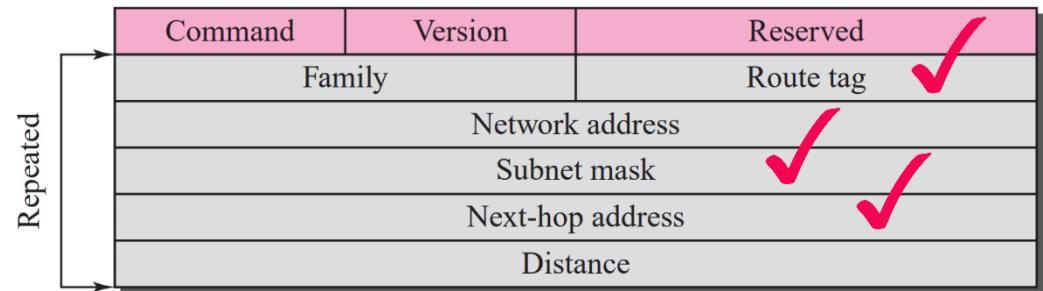 Command Version Reserved
Family Route tag
Network address
Subnet mask
Next-hop address
Distance
Repeated